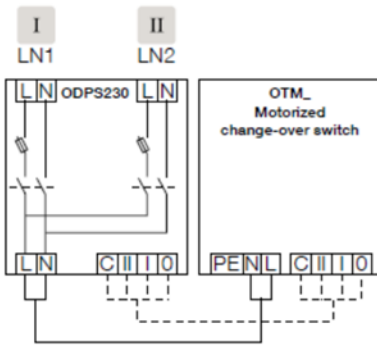 I II
LN1 LN2
L N ODPS230 L N
OTM_
Motorized
change-over switch
L N C II I 0 PE N L C II I 0